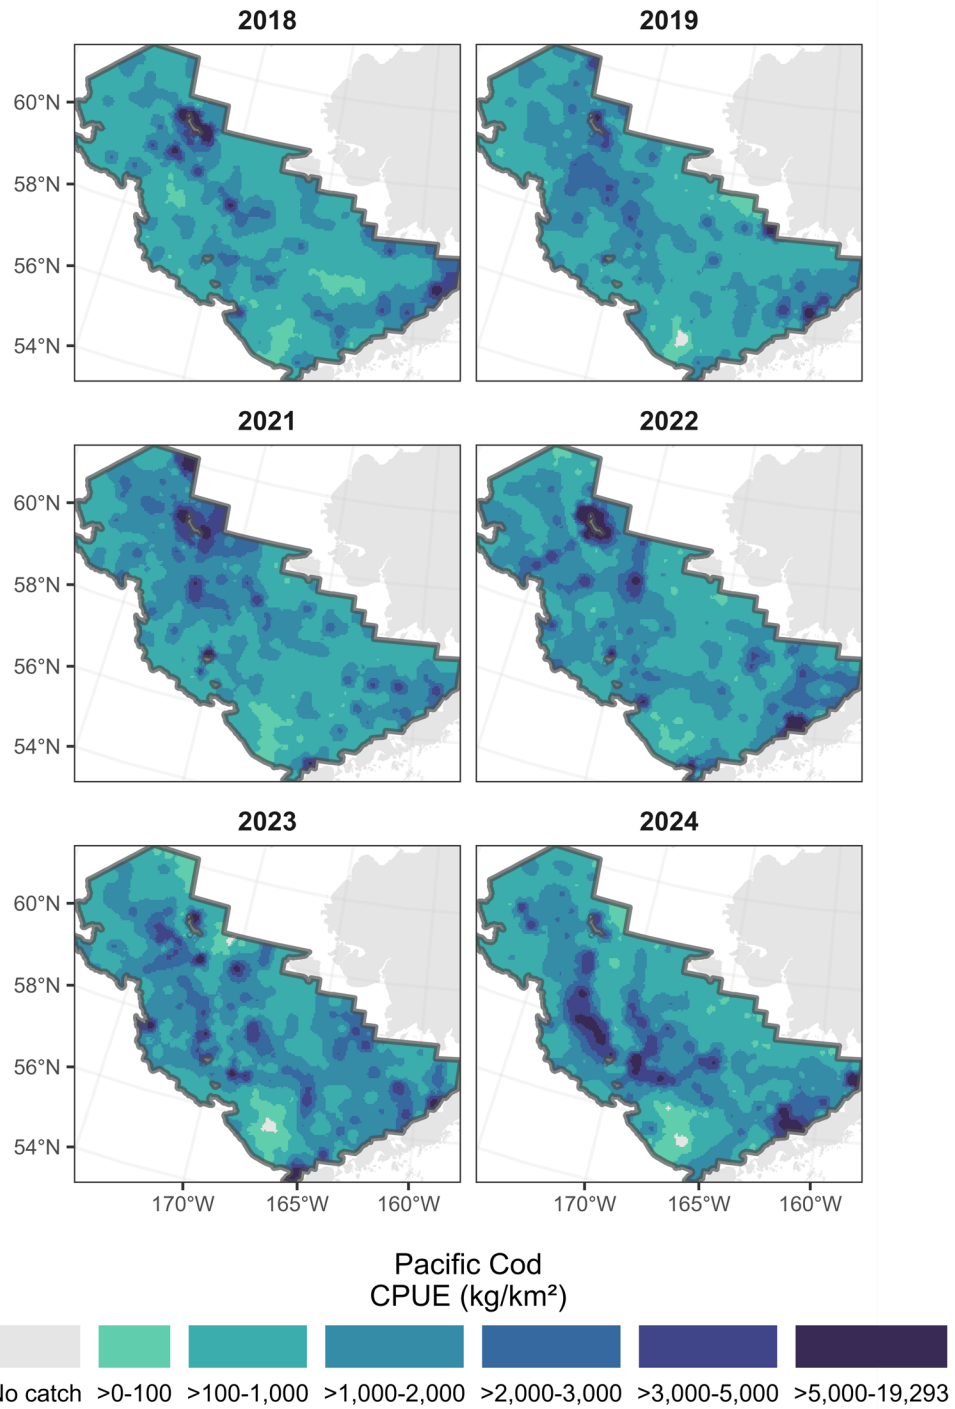 2018
2019
60°N
58°N
56°N
54°N
2021
2022
60°N
58°N
56°N
54°N
2023
2024
60°N
58°N
56°N
54°N
170°W
165°W
160°W
170°W
165°W
160°W
Pacific Cod
CPUE (kg/km²)
No catch
>0-100
>100-1,000
>1,000-2,000
>2,000-3,000
>3,000-5,000
>5,000-19,293